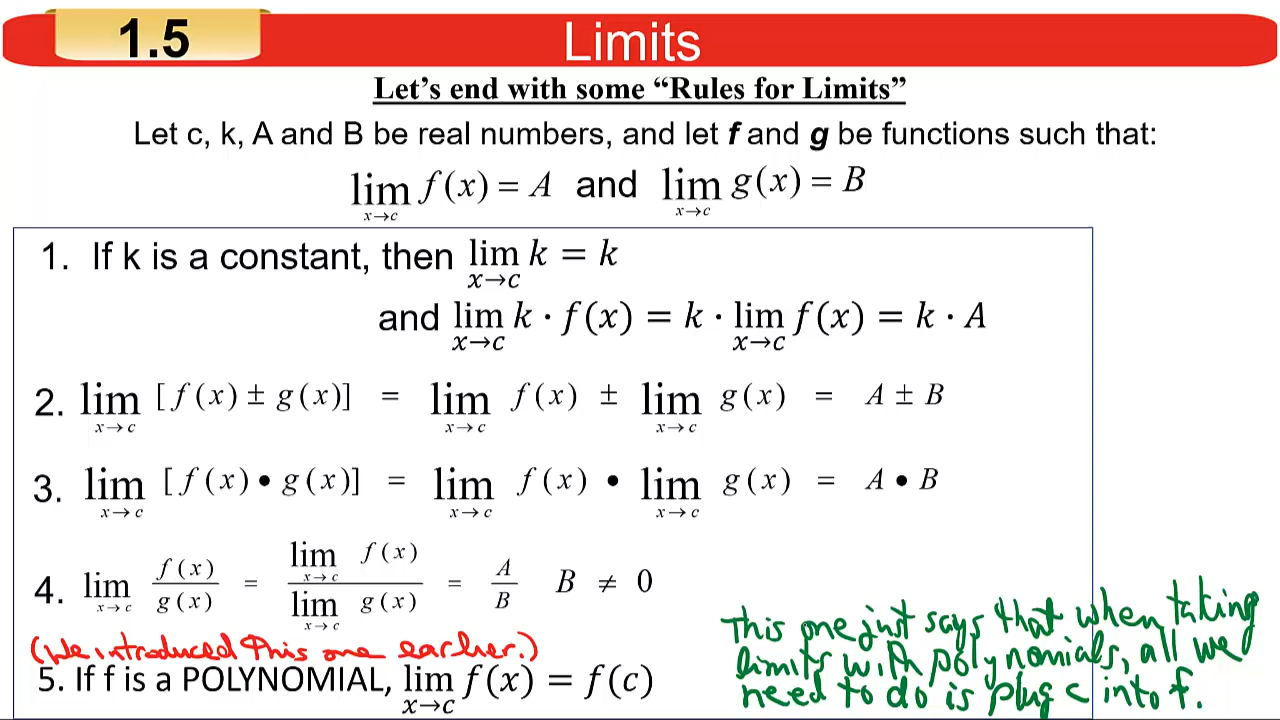 1.5 Limits
Let's end with some “Rules for Limits”
Let c, k, A and B be real numbers, and let f and g be functions such that:
lim x→c f(x) = A and lim x→c g(x) = B
1. If k is a constant, then lim x→c k = k
and lim x→c k · f(x) = k · lim x→c f(x) = k · A
2. lim x→c [f(x) ± g(x)] = lim x→c f(x) ± lim x→c g(x) = A ± B
3. lim x→c [f(x) • g(x)] = lim x→c f(x) • lim x→c g(x) = A • B
4. lim x→c f(x)/g(x) = lim x→c f(x) / lim x→c g(x) = A/B B ≠ 0
(We introduced this one earlier.)
5. If f is a POLYNOMIAL, lim x→c f(x) = f(c)
This one just says that when taking
limits with polynomials, all we
need to do is plug c into f.